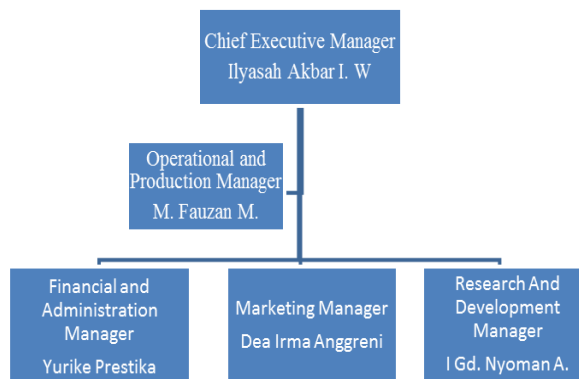 Chief Executive Manager
Ilyasah Akbar I. W
Operational and
Production Manager
M. Fauzan M.
Financial and
Administration
Manager
Yurike Prestika
Marketing Manager
Dea Irma Anggreni
Research And
Development
Manager
I Gd. Nyoman A.